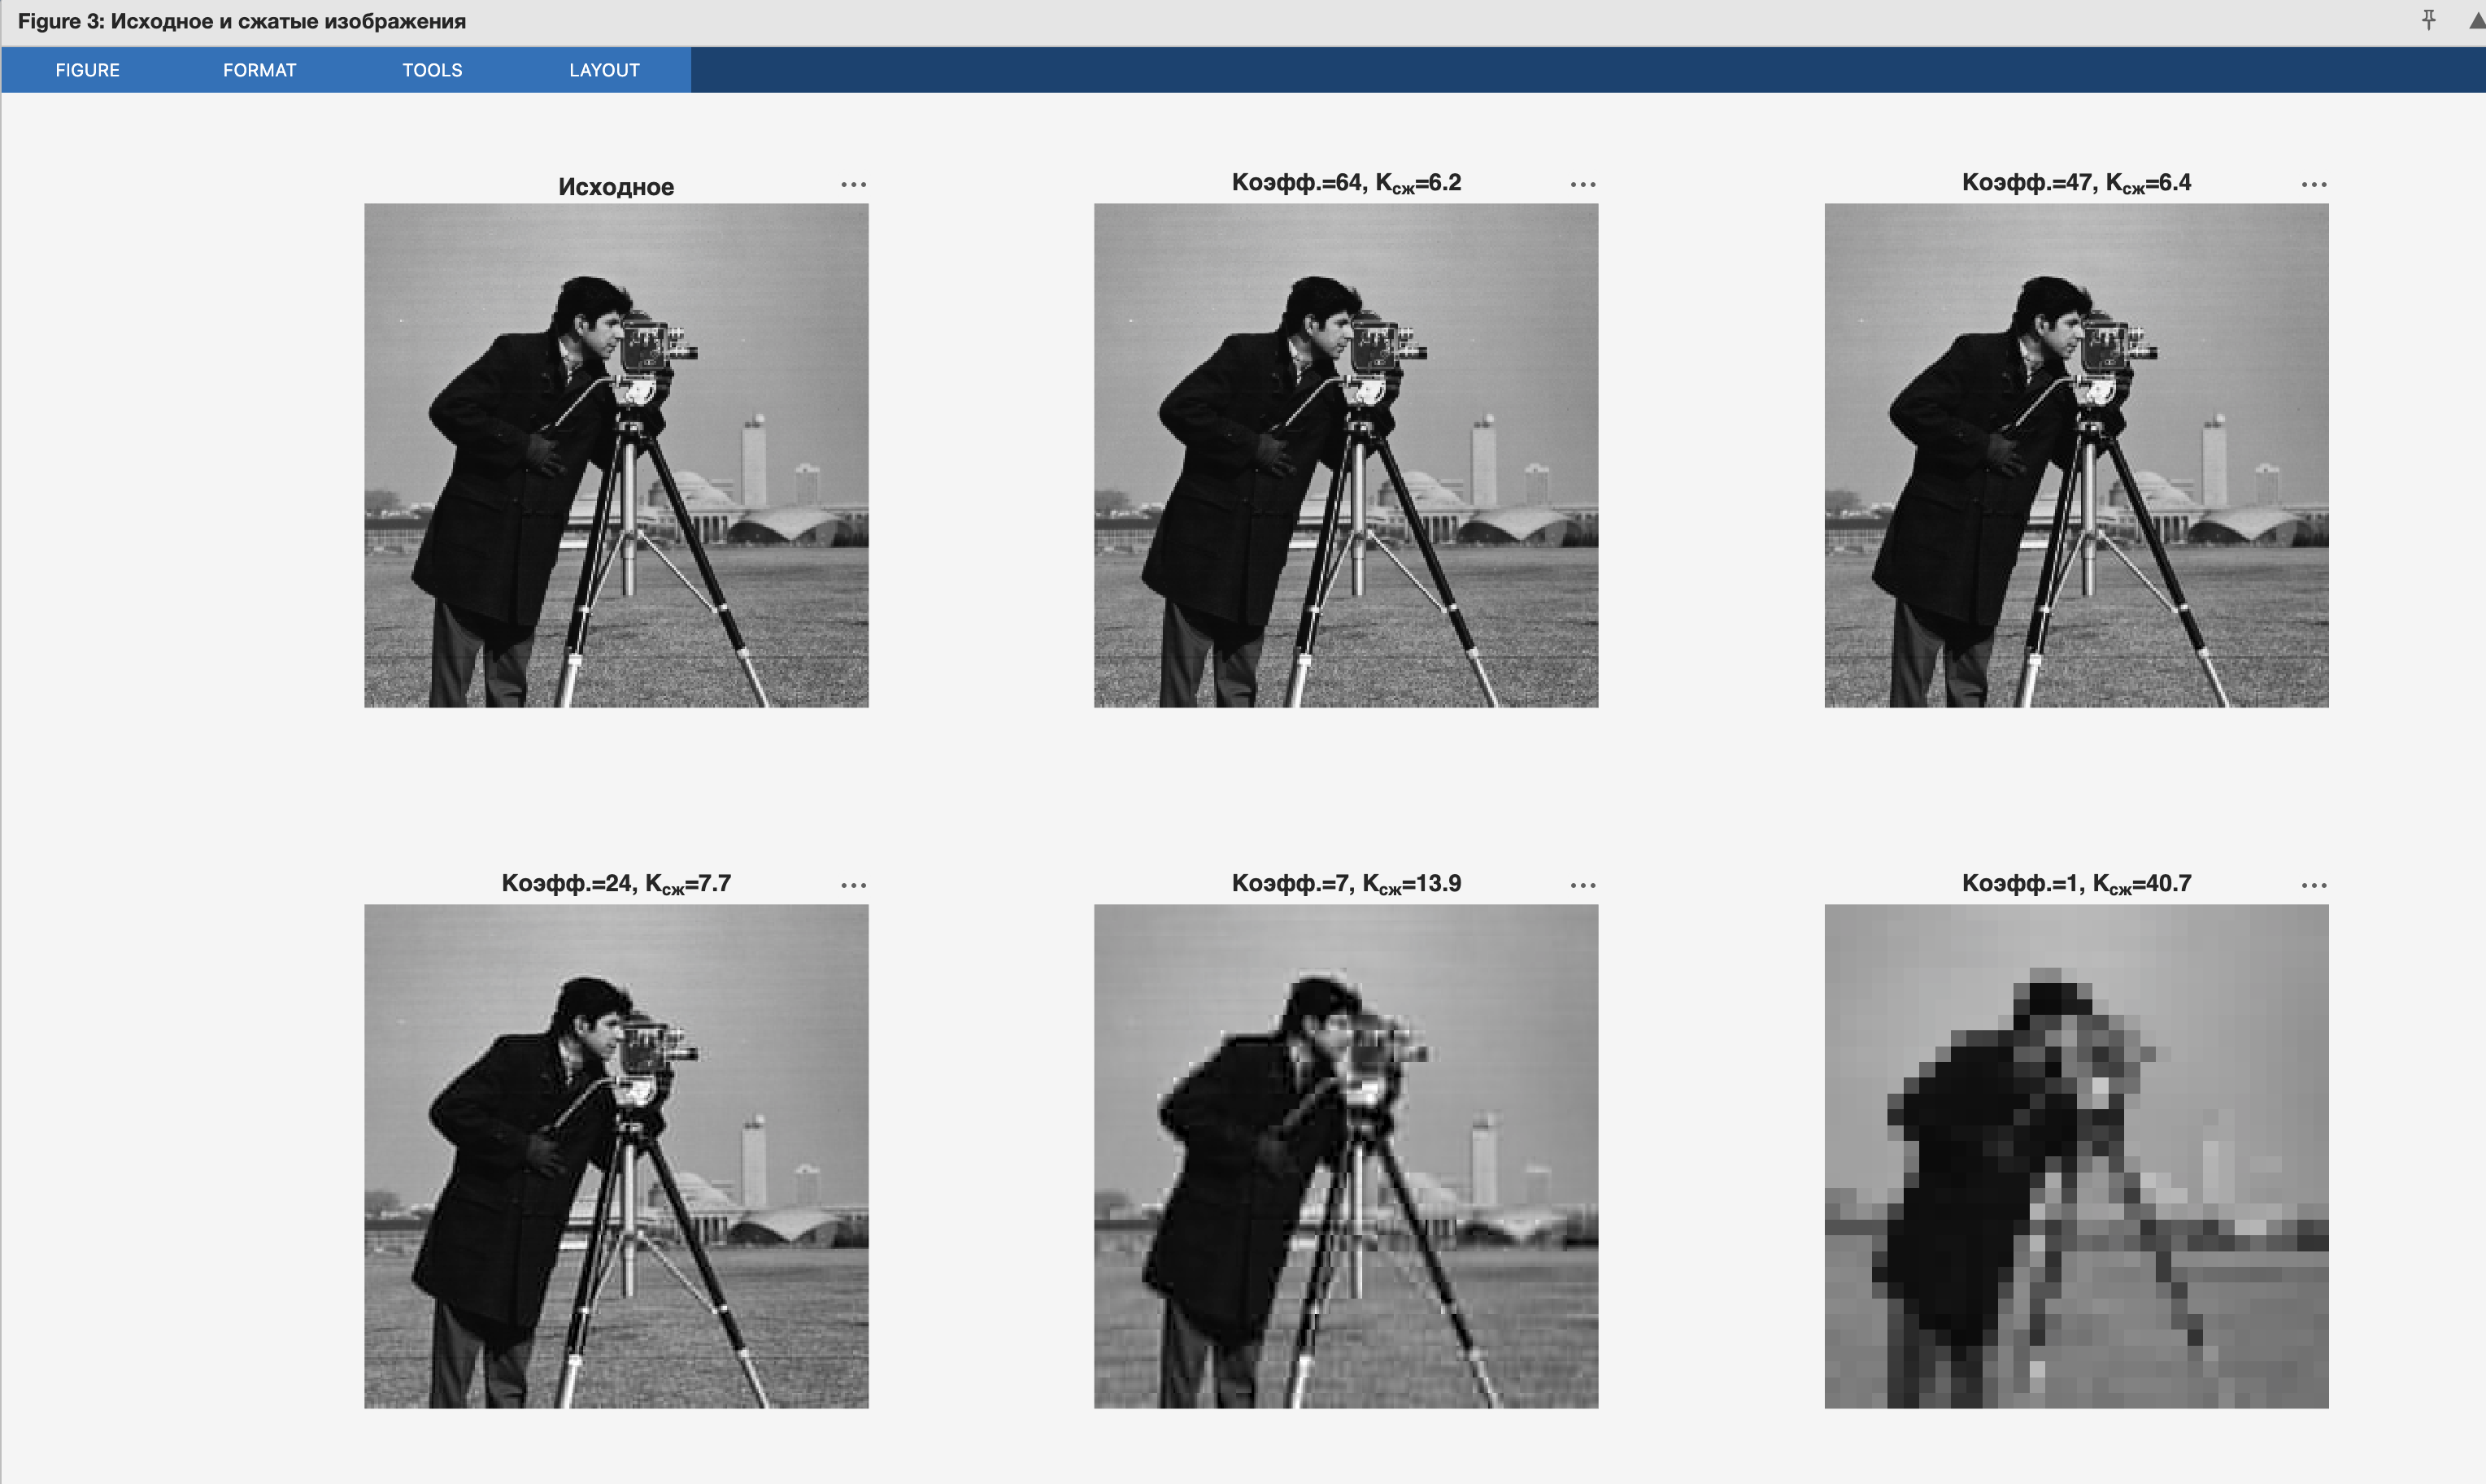 Figure 3: Исходное и сжатые изображения
FIGURE FORMAT TOOLS LAYOUT
Исходное
Коэфф.=64, Kсж=6.2
Коэфф.=47, Kсж=6.4
Коэфф.=24, Kсж=7.7
Коэфф.=7, Kсж=13.9
Коэфф.=1, Kсж=40.7